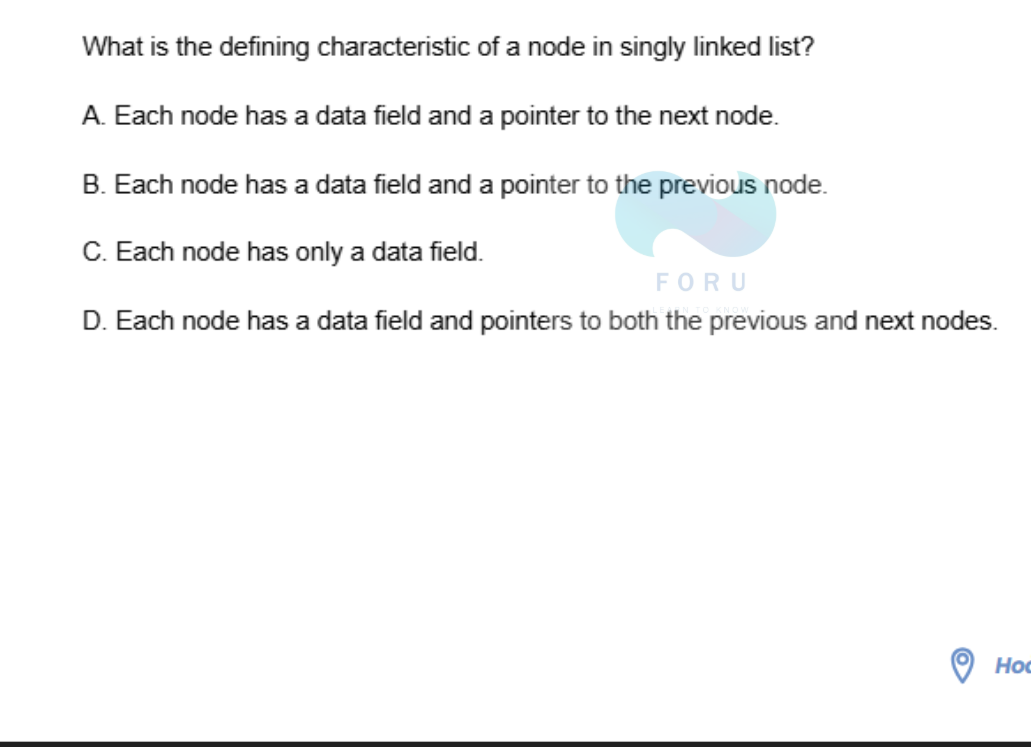 What is the defining characteristic of a node in singly linked list?
A. Each node has a data field and a pointer to the next node.
B. Each node has a data field and a pointer to the previous node.
C. Each node has only a data field.
FORU
TO KNOW
D. Each node has a data field and pointers to both the previous and next nodes.